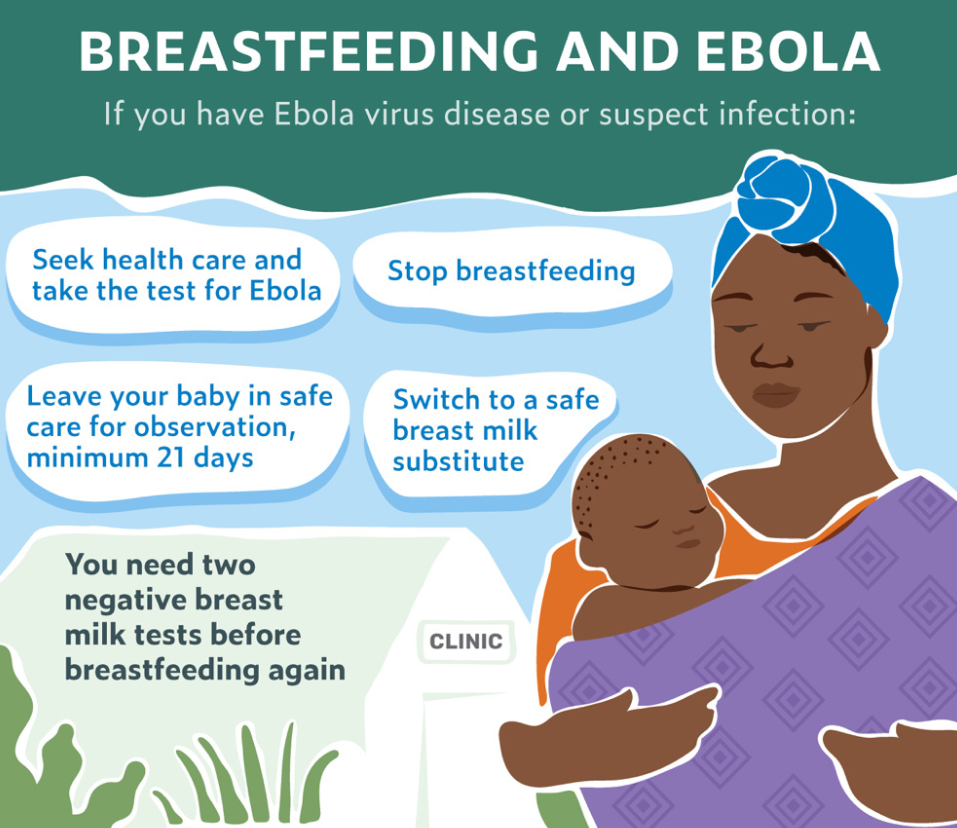 BREASTFEEDING AND EBOLA
If you have Ebola virus disease or suspect infection:
Seek health care and
take the test for Ebola
Stop breastfeeding
Leave your baby in safe
care for observation,
minimum 21 days
Switch to a safe
breast milk
substitute
You need two
negative breast
milk tests before
breastfeeding again
CLINIC